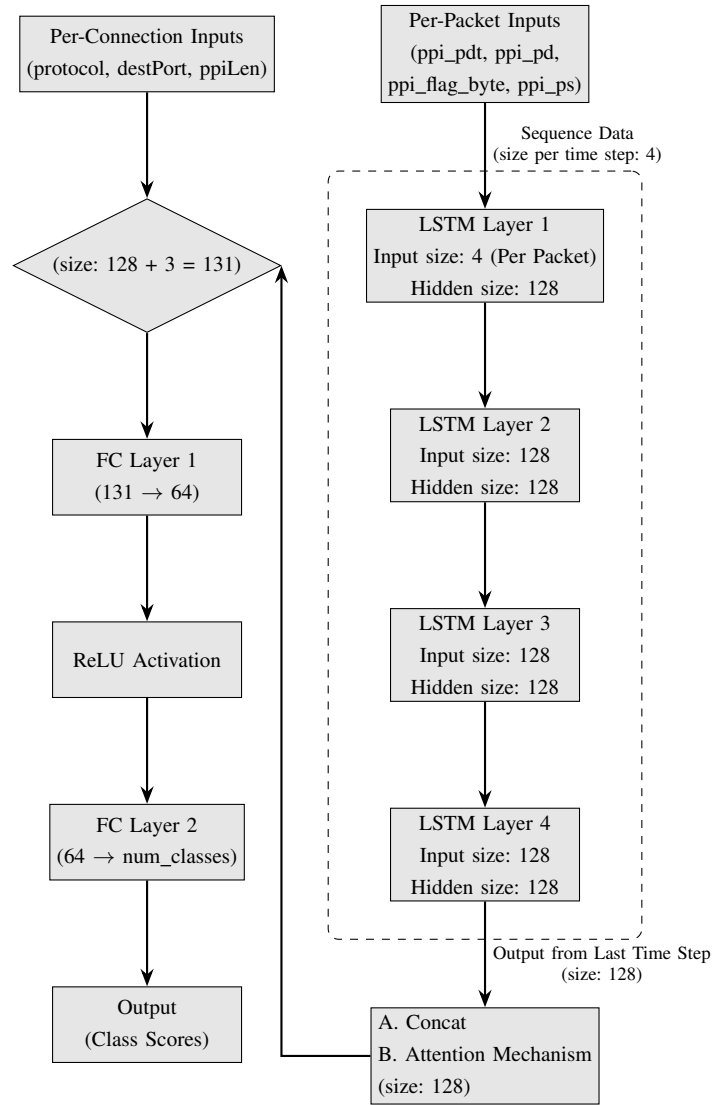 Per-Connection Inputs
(protocol, destPort, ppiLen)
(size: 128 + 3 = 131)
FC Layer 1
(131 → 64)
ReLU Activation
FC Layer 2
(64 → num_classes)
Output
(Class Scores)
Per-Packet Inputs
(ppi_pdt, ppi_pd,
ppi_flag_byte, ppi_ps)
Sequence Data
(size per time step: 4)
LSTM Layer 1
Input size: 4 (Per Packet)
Hidden size: 128
LSTM Layer 2
Input size: 128
Hidden size: 128
LSTM Layer 3
Input size: 128
Hidden size: 128
LSTM Layer 4
Input size: 128
Hidden size: 128
Output from Last Time Step
(size: 128)
A. Concat
B. Attention Mechanism
(size: 128)